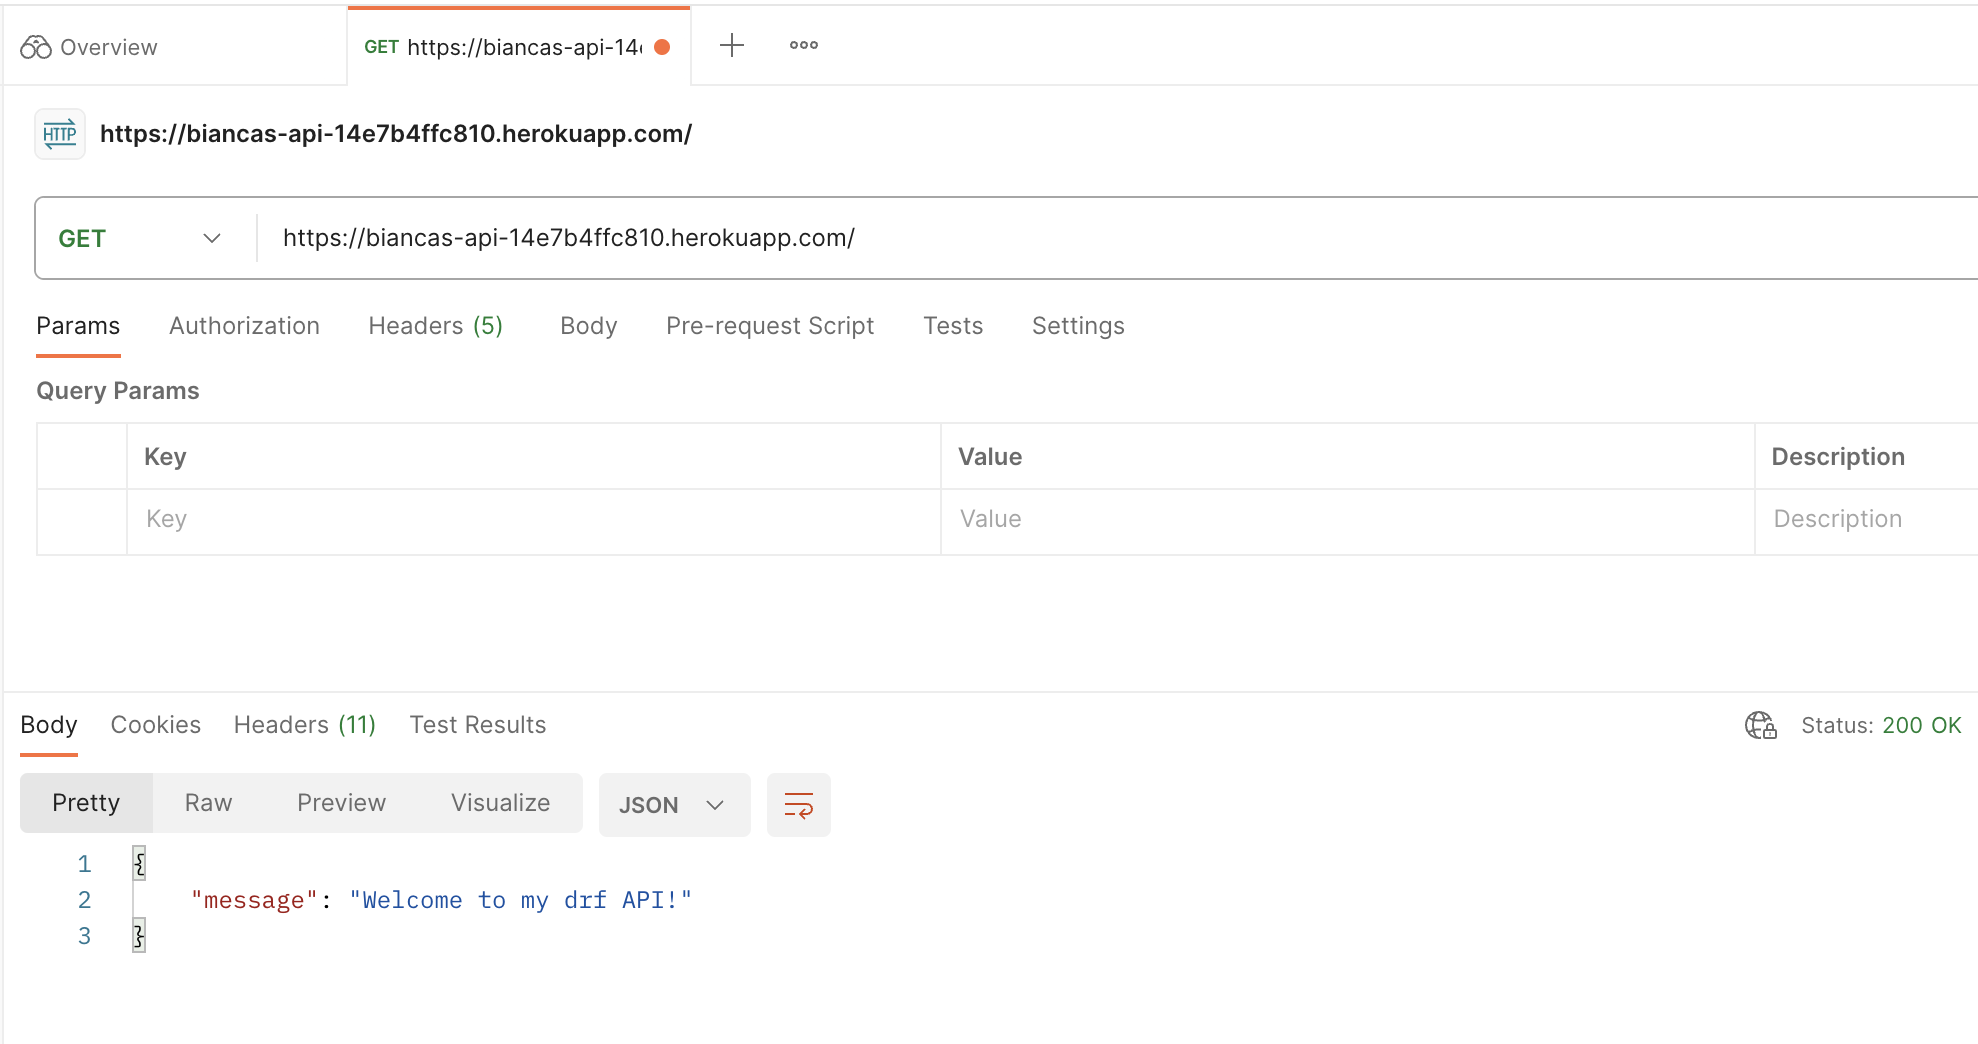 Overview
GET https://biancas-api-14
HTTP https://biancas-api-14e7b4ffc810.herokuapp.com/
GET https://biancas-api-14e7b4ffc810.herokuapp.com/
Params Authorization Headers (5) Body Pre-request Script Tests Settings
Query Params
Key Value Description
Key Value Description
Body Cookies Headers (11) Test Results Status: 200 OK
Pretty Raw Preview Visualize JSON
1 {
2 "message": "Welcome to my drf API!"
3 }